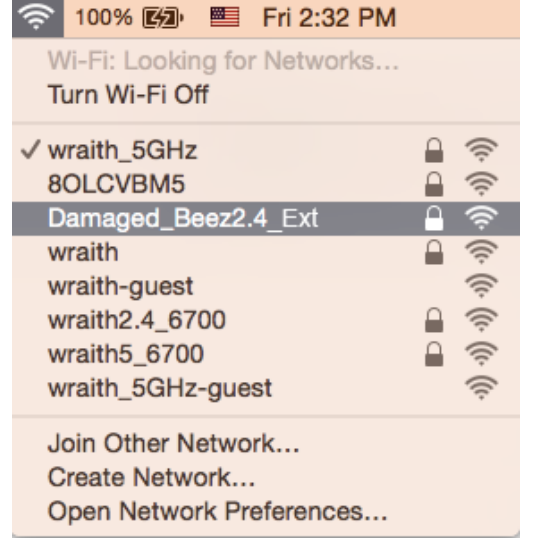 100% Fri 2:32 PM
Wi-Fi: Looking for Networks...
Turn Wi-Fi Off
wraith_5GHz
8OLCVBM5
Damaged_Beez2.4_Ext
wraith
wraith-guest
wraith2.4_6700
wraith5_6700
wraith_5GHz-guest
Join Other Network...
Create Network...
Open Network Preferences...